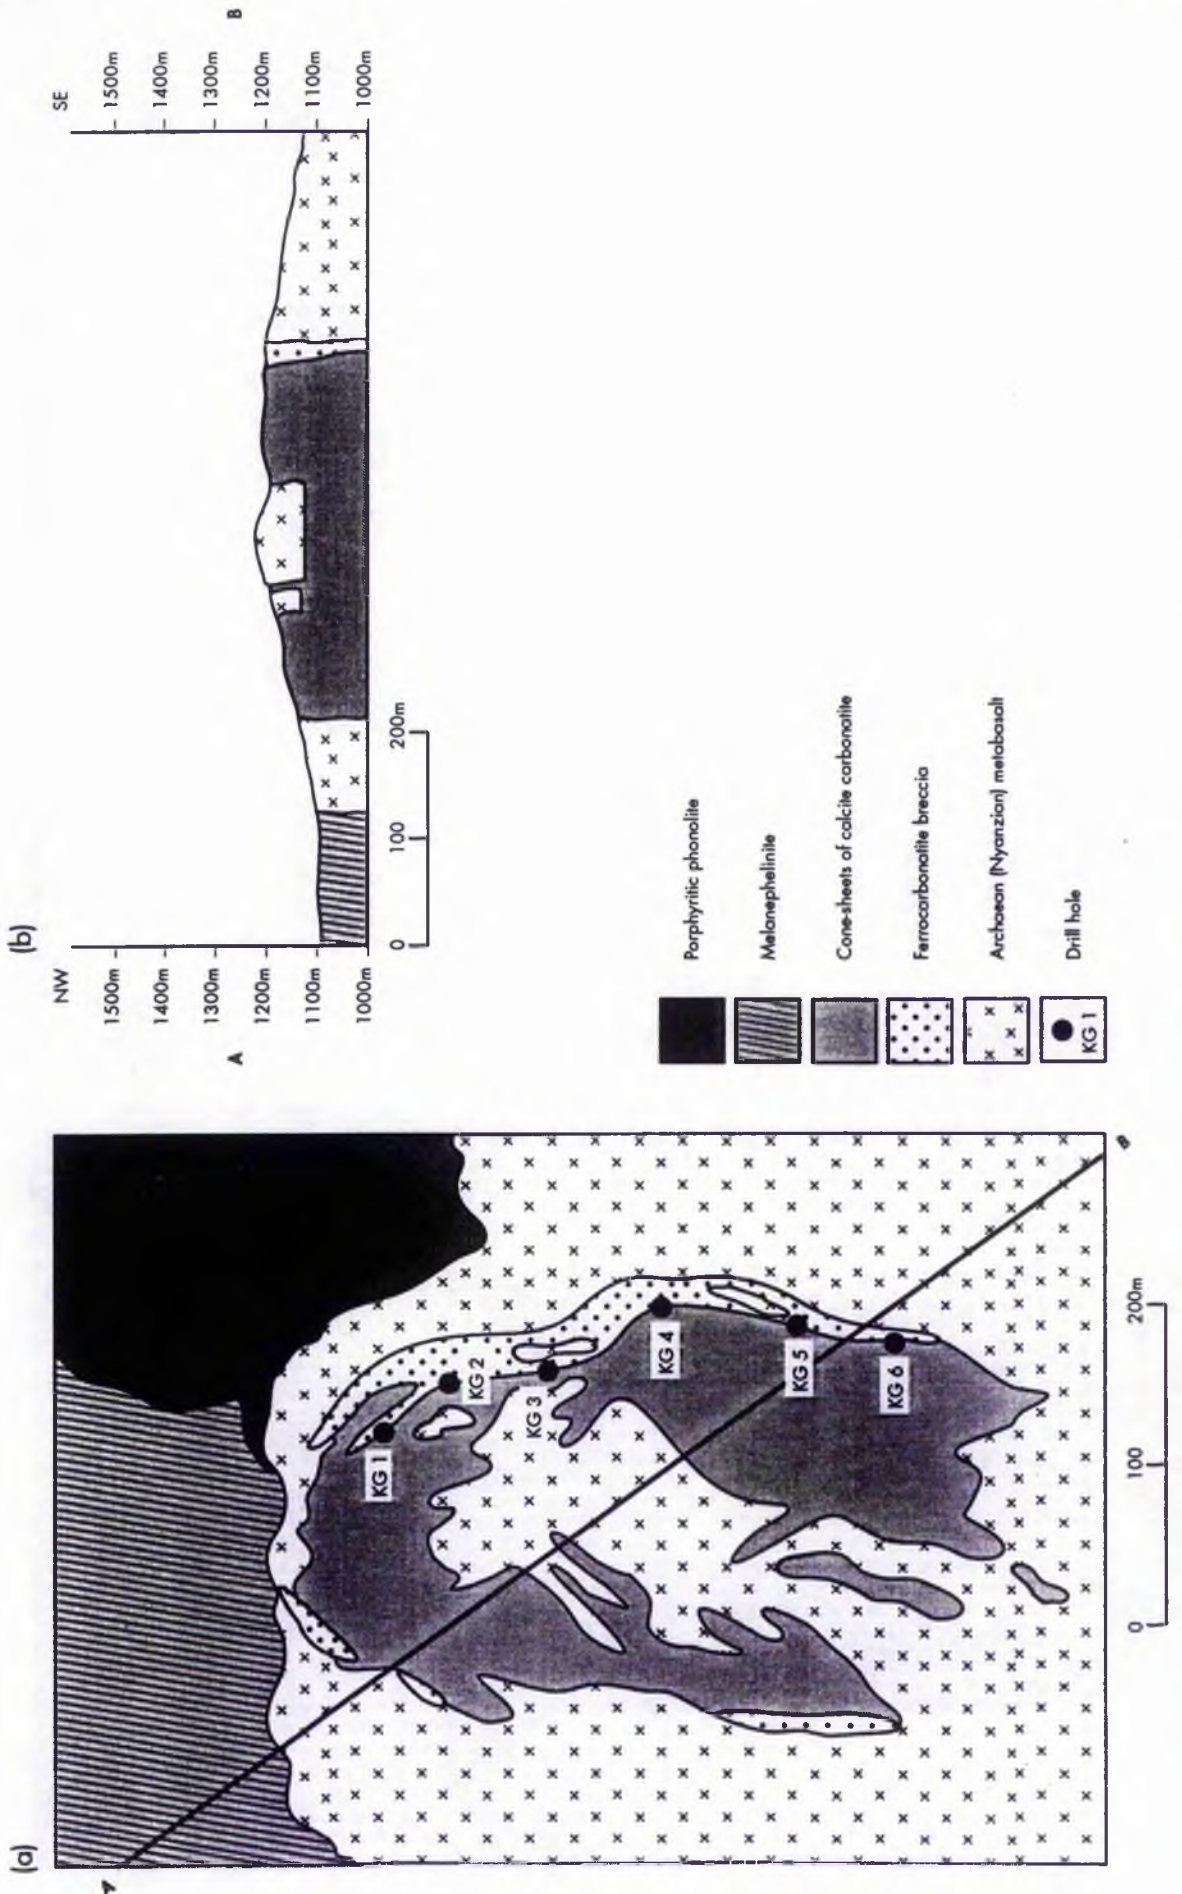 (a)
A
KG 1
KG 2
KG 3
KG 4
KG 5
KG 6
B
0 100 200m
(b)
NW SE
1500m 1500m
1400m 1400m
1300m 1300m
A 1200m 1200m B
1100m 1100m
1000m 1000m
0 100 200m
Porphyritic phonolite
Melanephelinite
Cone-sheets of calcite carbonatite
Ferrocarbonatite breccia
Archaean (Nyanzian) metabasalt
KG 1 Drill hole